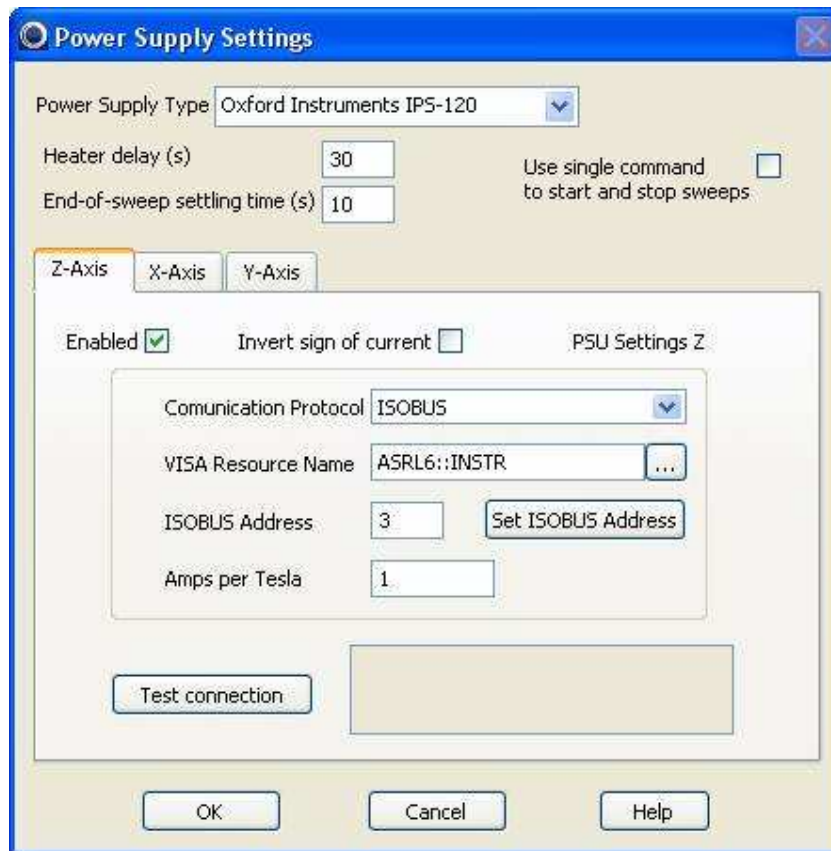 Power Supply Settings
Power Supply Type Oxford Instruments IPS-120
Heater delay (s) 30
Use single command
to start and stop sweeps
End-of-sweep settling time (s) 10
Z-Axis X-Axis Y-Axis
Enabled Invert sign of current PSU Settings Z
Comunication Protocol ISOBUS
VISA Resource Name ASRL6::INSTR ...
ISOBUS Address 3 Set ISOBUS Address
Amps per Tesla 1
Test connection
OK Cancel Help